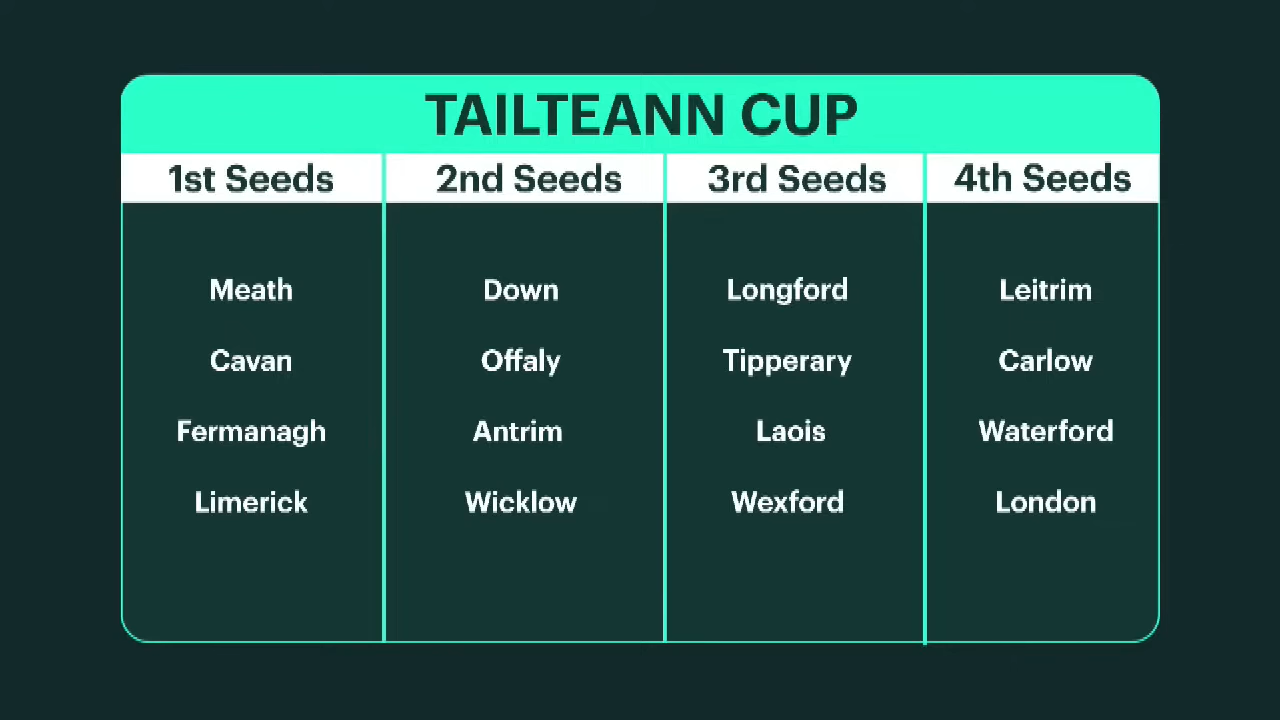 TAILTEANN CUP
1st Seeds 2nd Seeds 3rd Seeds 4th Seeds
Meath Down Longford Leitrim
Cavan Offaly Tipperary Carlow
Fermanagh Antrim Laois Waterford
Limerick Wicklow Wexford London